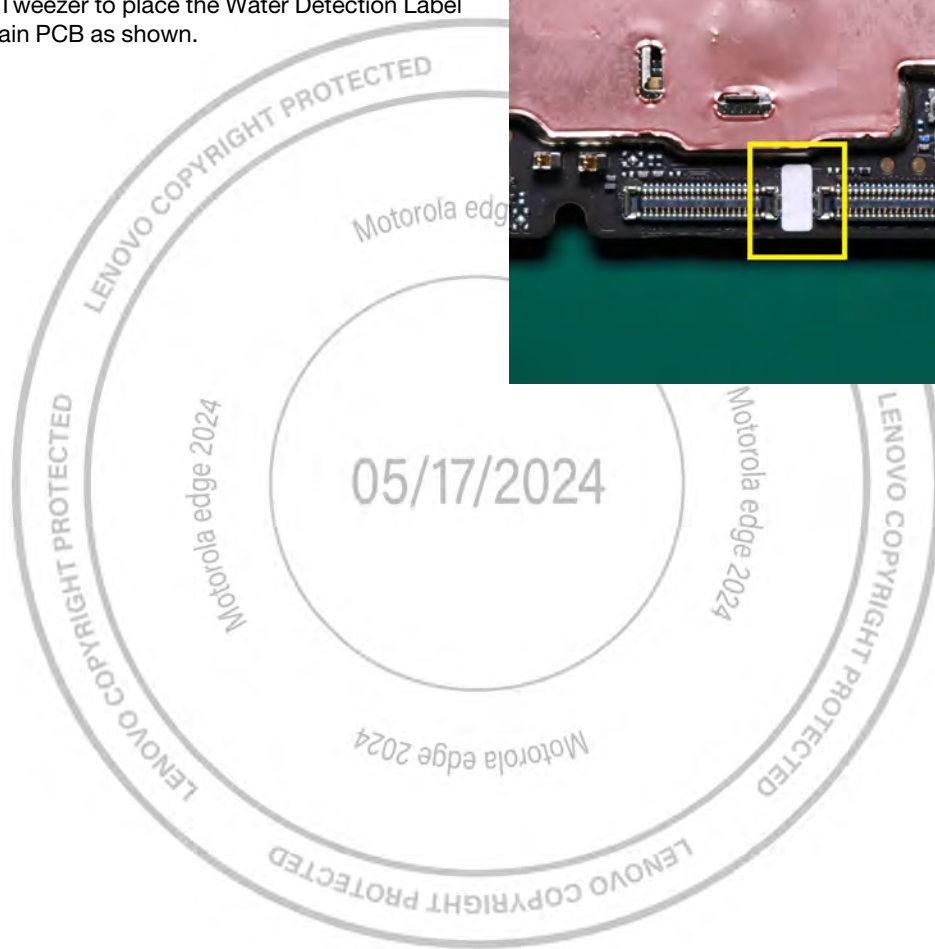 Tweezer to place the Water Detection Label
ain PCB as shown.
LENOVO COPYRIGHT PROTECTED
Motorola edg
LENOVO COPYRIGHT PROTECTED
Motorola edge 2024
05/17/2024
Motorola edge 2024
LENOVO COPYRIGHT PROTECTED
Motorola edge 2024
LENOVO COPYRIGHT PROTECTED